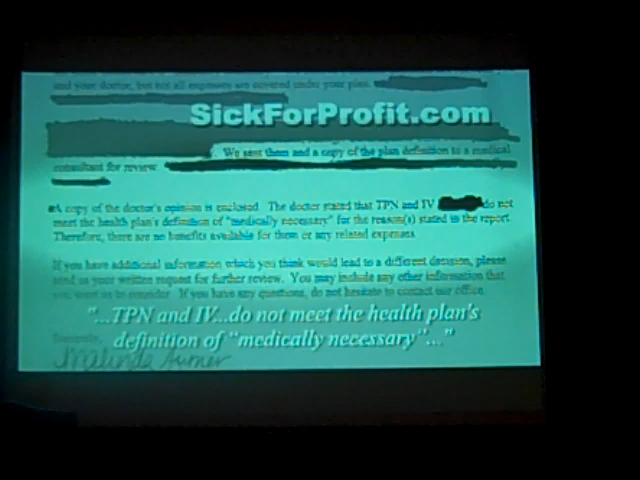 and your doctor, but not all expenses are covered under your plan.
SickForProfit.com
We sent them and a copy of the plan definition to a medical
consultant for review.
A copy of the doctor's opinion is enclosed. The doctor stated that TPN and IV do not
meet the health plan's definition of "medically necessary" for the reason(s) stated in the report.
Therefore, there are no benefits available for them or any related expenses.
If you have additional information which you think would lead to a different decision, please
send us your written request for further review. You may include any other information that
you want us to consider. If you have any questions, do not hesitate to contact our office.
"...TPN and IV...do not meet the health plan's
Sincerely,
definition of "medically necessary"..."